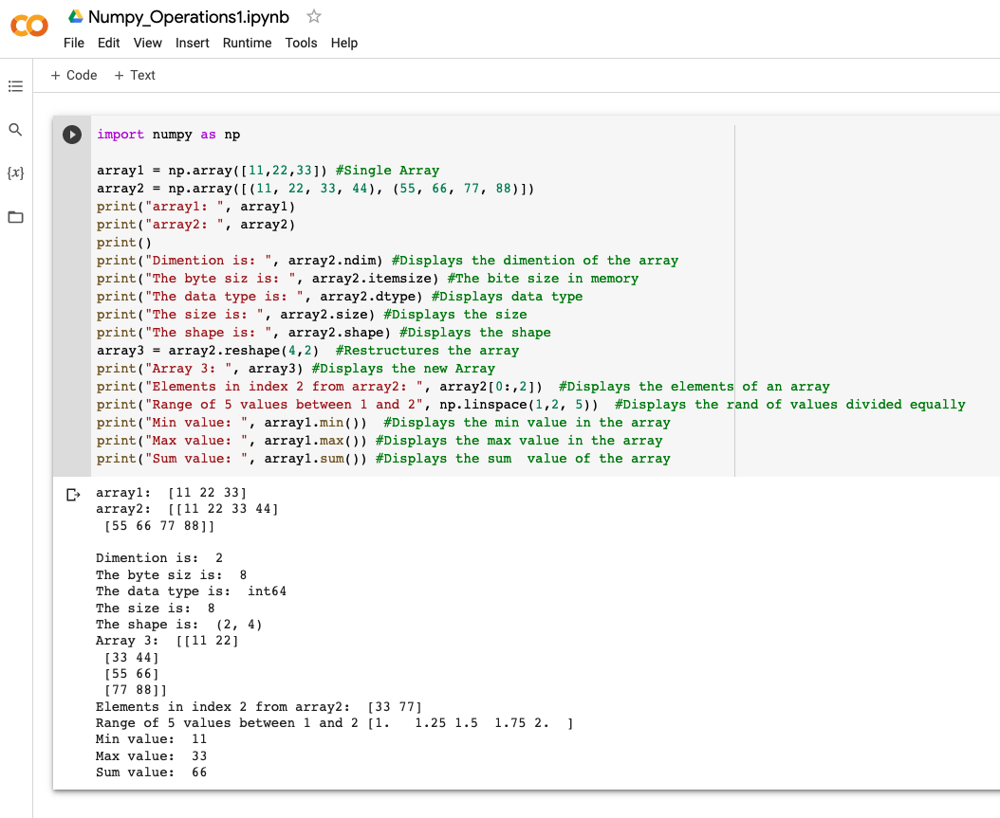 Numpy_Operations1.ipynb
File Edit View Insert Runtime Tools Help
+ Code + Text
{x}
import numpy as np
array1 = np.array([11,22,33]) #Single Array
array2 = np.array([(11, 22, 33, 44), (55, 66, 77, 88)])
print("array1: ", array1)
print("array2: ", array2)
print()
print("Dimention is: ", array2.ndim) #Displays the dimention of the array
print("The byte siz is: ", array2.itemsize) #The bite size in memory
print("The data type is: ", array2.dtype) #Displays data type
print("The size is: ", array2.size) #Displays the size
print("The shape is: ", array2.shape) #Displays the shape
array3 = array2.reshape(4,2)  #Restructures the array
print("Array 3: ", array3) #Displays the new Array
print("Elements in index 2 from array2: ", array2[0:,2])  #Displays the elements of an array
print("Range of 5 values between 1 and 2", np.linspace(1,2, 5))  #Displays the rand of values divided equally
print("Min value: ", array1.min())  #Displays the min value in the array
print("Max value: ", array1.max()) #Displays the max value in the array
print("Sum value: ", array1.sum()) #Displays the sum  value of the array
array1:  [11 22 33]
array2:  [[11 22 33 44]
 [55 66 77 88]]
Dimention is:  2
The byte siz is:  8
The data type is:  int64
The size is:  8
The shape is:  (2, 4)
Array 3:  [[11 22]
 [33 44]
 [55 66]
 [77 88]]
Elements in index 2 from array2:  [33 77]
Range of 5 values between 1 and 2 [1.   1.25 1.5  1.75 2.  ]
Min value:  11
Max value:  33
Sum value:  66